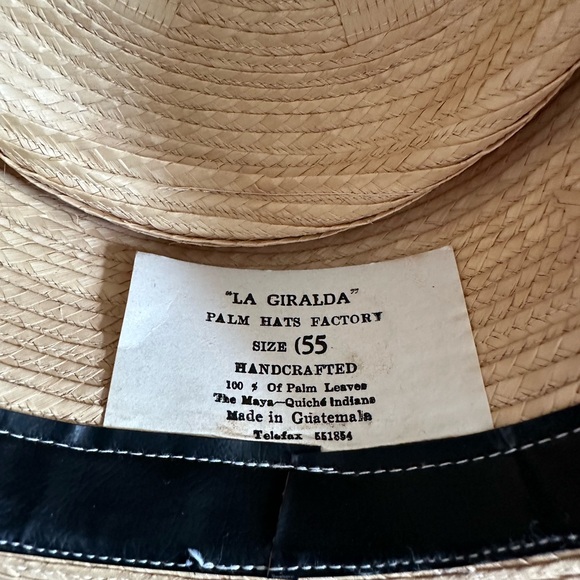 "LA GIRALDA"
PALM HATS FACTORY
SIZE (55
HANDCRAFTED
100 % Of Palm Leaves
The Maya—Quiché Indians
Made in Guatemala
Telefax 551854